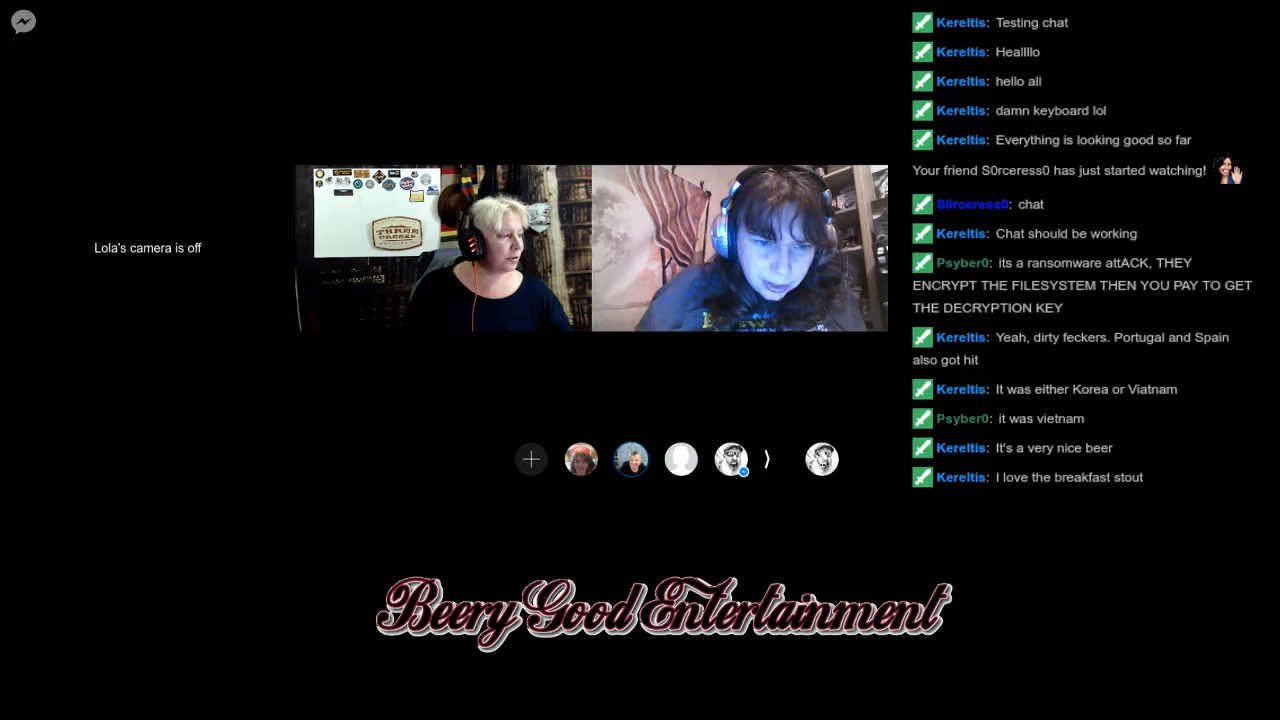 Kereltis: Testing chat
Kereltis: Heallllo
Kereltis: hello all
Kereltis: damn keyboard lol
Kereltis: Everything is looking good so far
Your friend S0rceress0 has just started watching!
S0rceress0: chat
Kereltis: Chat should be working
Psyber0: its a ransomware attACK, THEY
ENCRYPT THE FILESYSTEM THEN YOU PAY TO GET
THE DECRYPTION KEY
Kereltis: Yeah, dirty feckers. Portugal and Spain
also got hit
Kereltis: It was either Korea or Viatnam
Psyber0: it was vietnam
Kereltis: It's a very nice beer
Kereltis: I love the breakfast stout
Lola's camera is off
THREE
CREEKS
Beery Good Entertainment